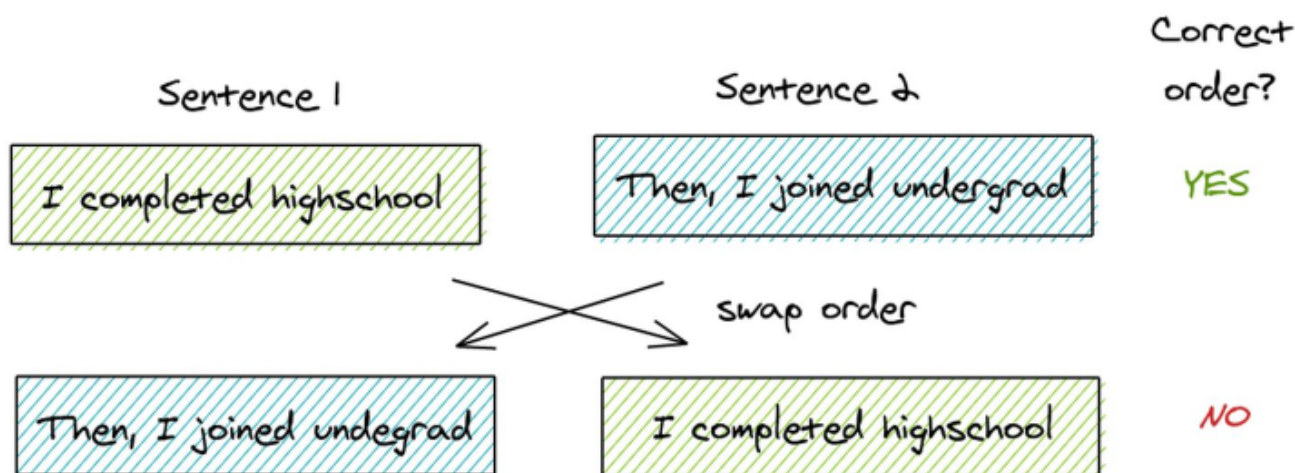 Correct
order?
Sentence 1
Sentence 2
I completed highschool
Then, I joined undergrad
YES
swap order
Then, I joined undegrad
I completed highschool
NO